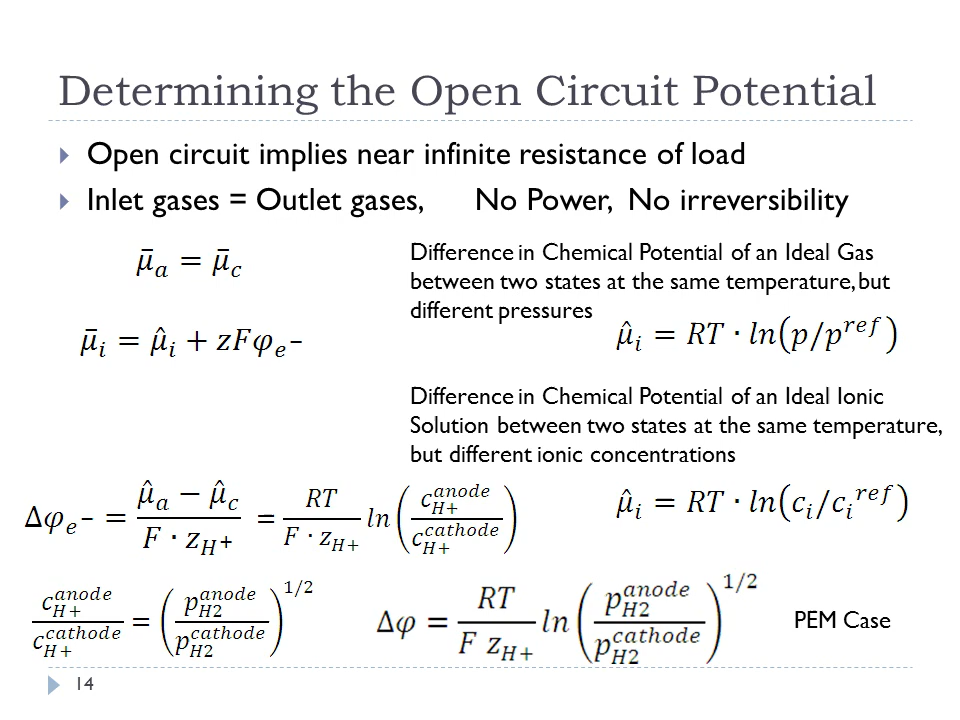 Determining the Open Circuit Potential
Open circuit implies near infinite resistance of load
Inlet gases = Outlet gases, No Power, No irreversibility
μ̄_a = μ̄_c
Difference in Chemical Potential of an Ideal Gas
between two states at the same temperature, but
different pressures
μ̂_i = RT · ln(p/p^ref)
μ̄_i = μ̂_i + zFφ_e−
Difference in Chemical Potential of an Ideal Ionic
Solution between two states at the same temperature,
but different ionic concentrations
μ̂_i = RT · ln(c_i/c_i^ref)
Δφ_e− = (μ̂_a − μ̂_c)/(F · z_H+) = RT/(F · z_H+) ln(c_H+^anode/c_H+^cathode)
c_H+^anode/c_H+^cathode = (p_H2^anode/p_H2^cathode)^1/2
Δφ = RT/(F z_H+) ln(p_H2^anode/p_H2^cathode)^1/2
PEM Case
14